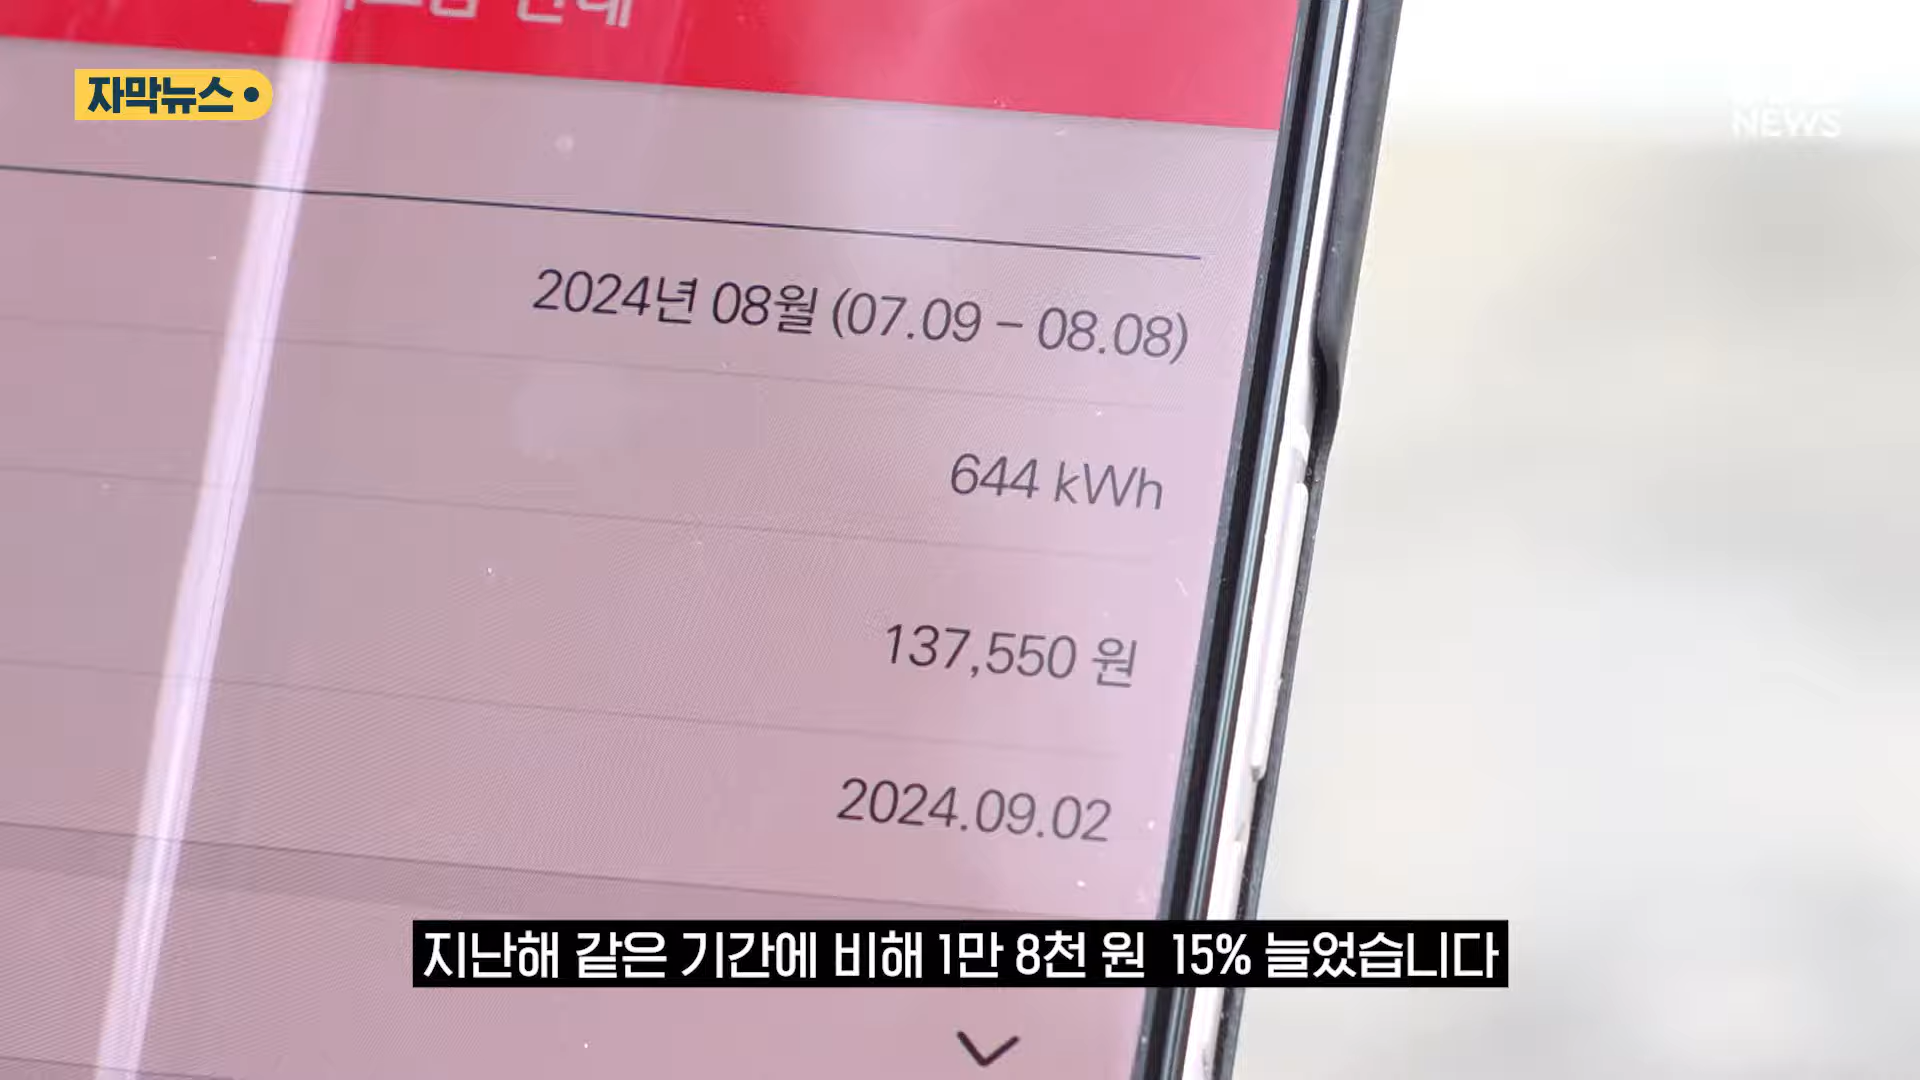 자막뉴스
NEWS
2024년 08월 (07.09 – 08.08)
644 kWh
137,550 원
2024.09.02
지난해 같은 기간에 비해 1만 8천 원 15% 늘었습니다